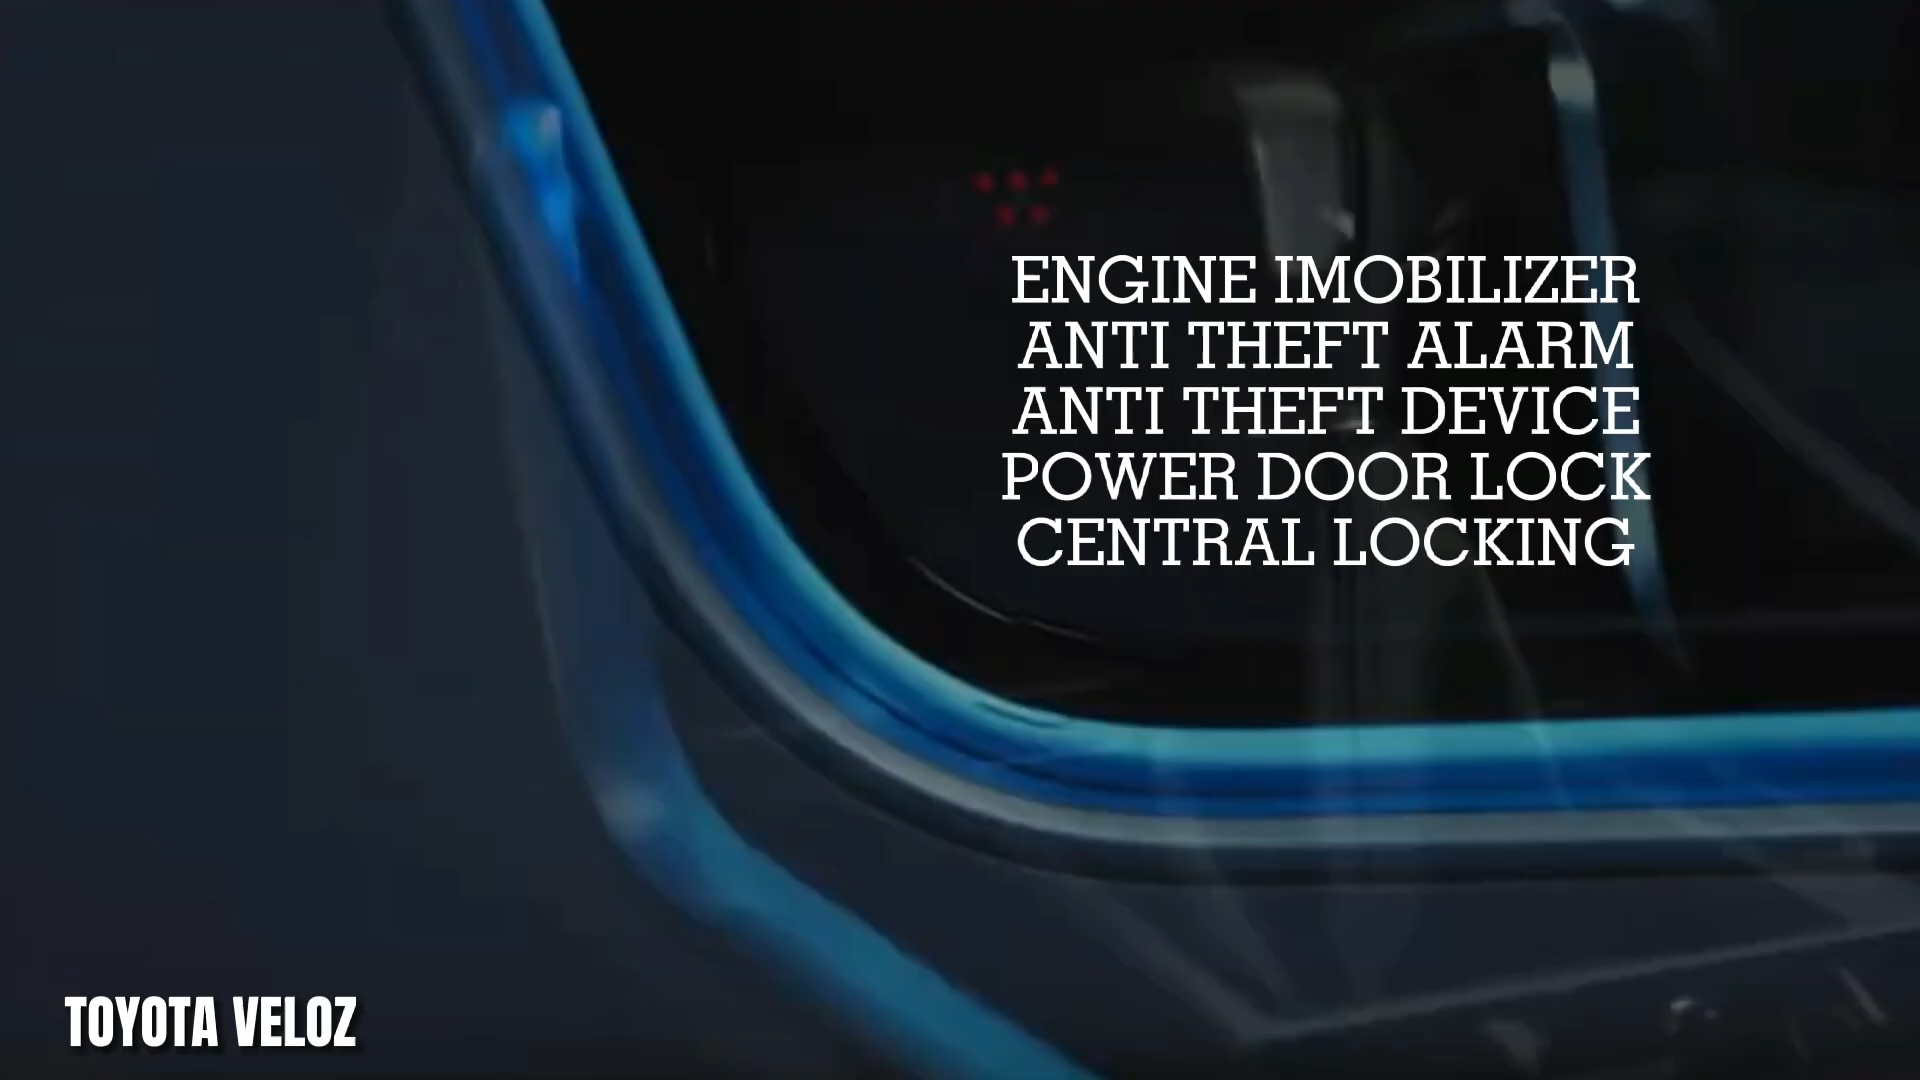 ENGINE IMOBILIZER
ANTI THEFT ALARM
ANTI THEFT DEVICE
POWER DOOR LOCK
CENTRAL LOCKING
TOYOTA VELOZ